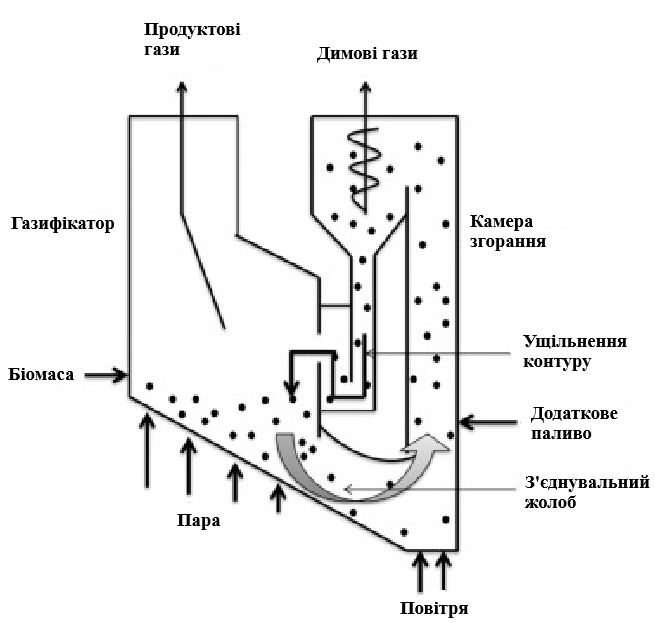 Продуктові
гази
Димові гази
Газифікатор
Камера
згорання
Ущільнення
контуру
Біомаса
Додаткове
паливо
З'єднувальний
жолоб
Пара
Повітря